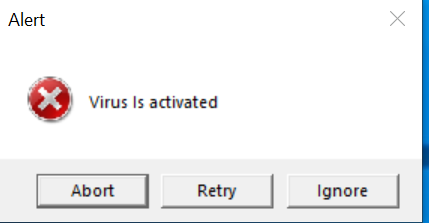 Alert
Virus Is activated
Abort Retry Ignore